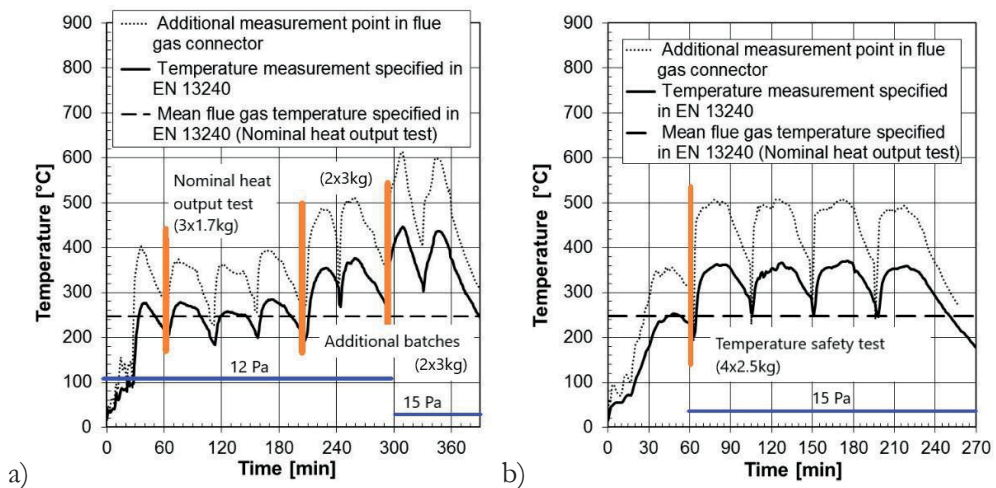 900
800
700
600
500
400
300
200
100
0
Temperature [°C]
Additional measurement point in flue
gas connector
Temperature measurement specified in
EN 13240
Mean flue gas temperature specified in
EN 13240 (Nominal heat output test)
Nominal heat
output test
(3x1.7kg)
(2x3kg)
Additional batches
(2x3kg)
12 Pa
15 Pa
0 60 120 180 240 300 360
Time [min]
a)
900
800
700
600
500
400
300
200
100
0
Temperature [°C]
Additional measurement point in flue
gas connector
Temperature measurement specified
in EN 13240
Mean flue gas temperature specified
in EN 13240 (Nominal heat output test)
Temperature safety test
(4x2.5kg)
15 Pa
0 30 60 90 120 150 180 210 240 270
Time [min]
b)